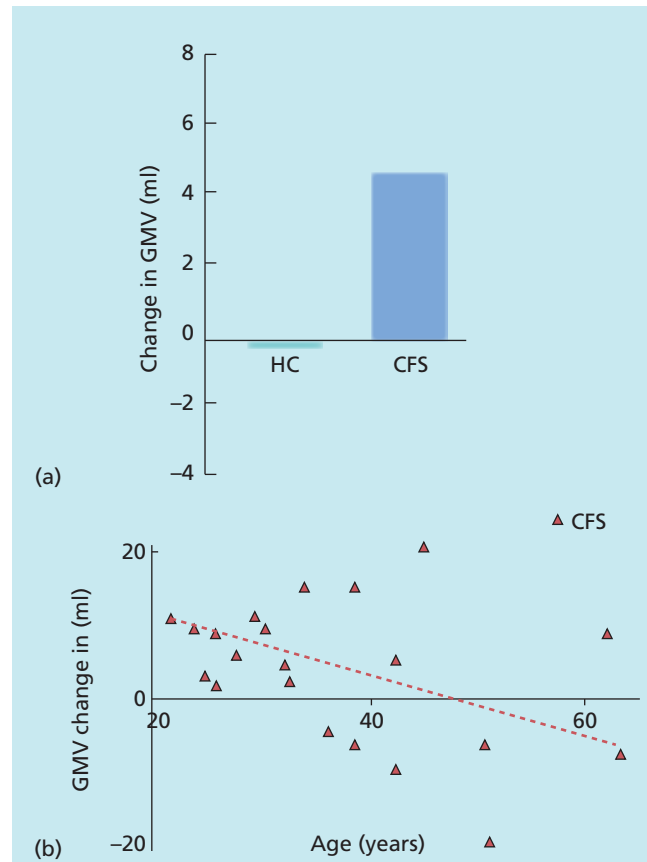 8
6
4
2
0
−2
−4
Change in GMV (ml)
HC
CFS
(a)
CFS
20
0
−20
GMV change in (ml)
20
40
60
Age (years)
(b)